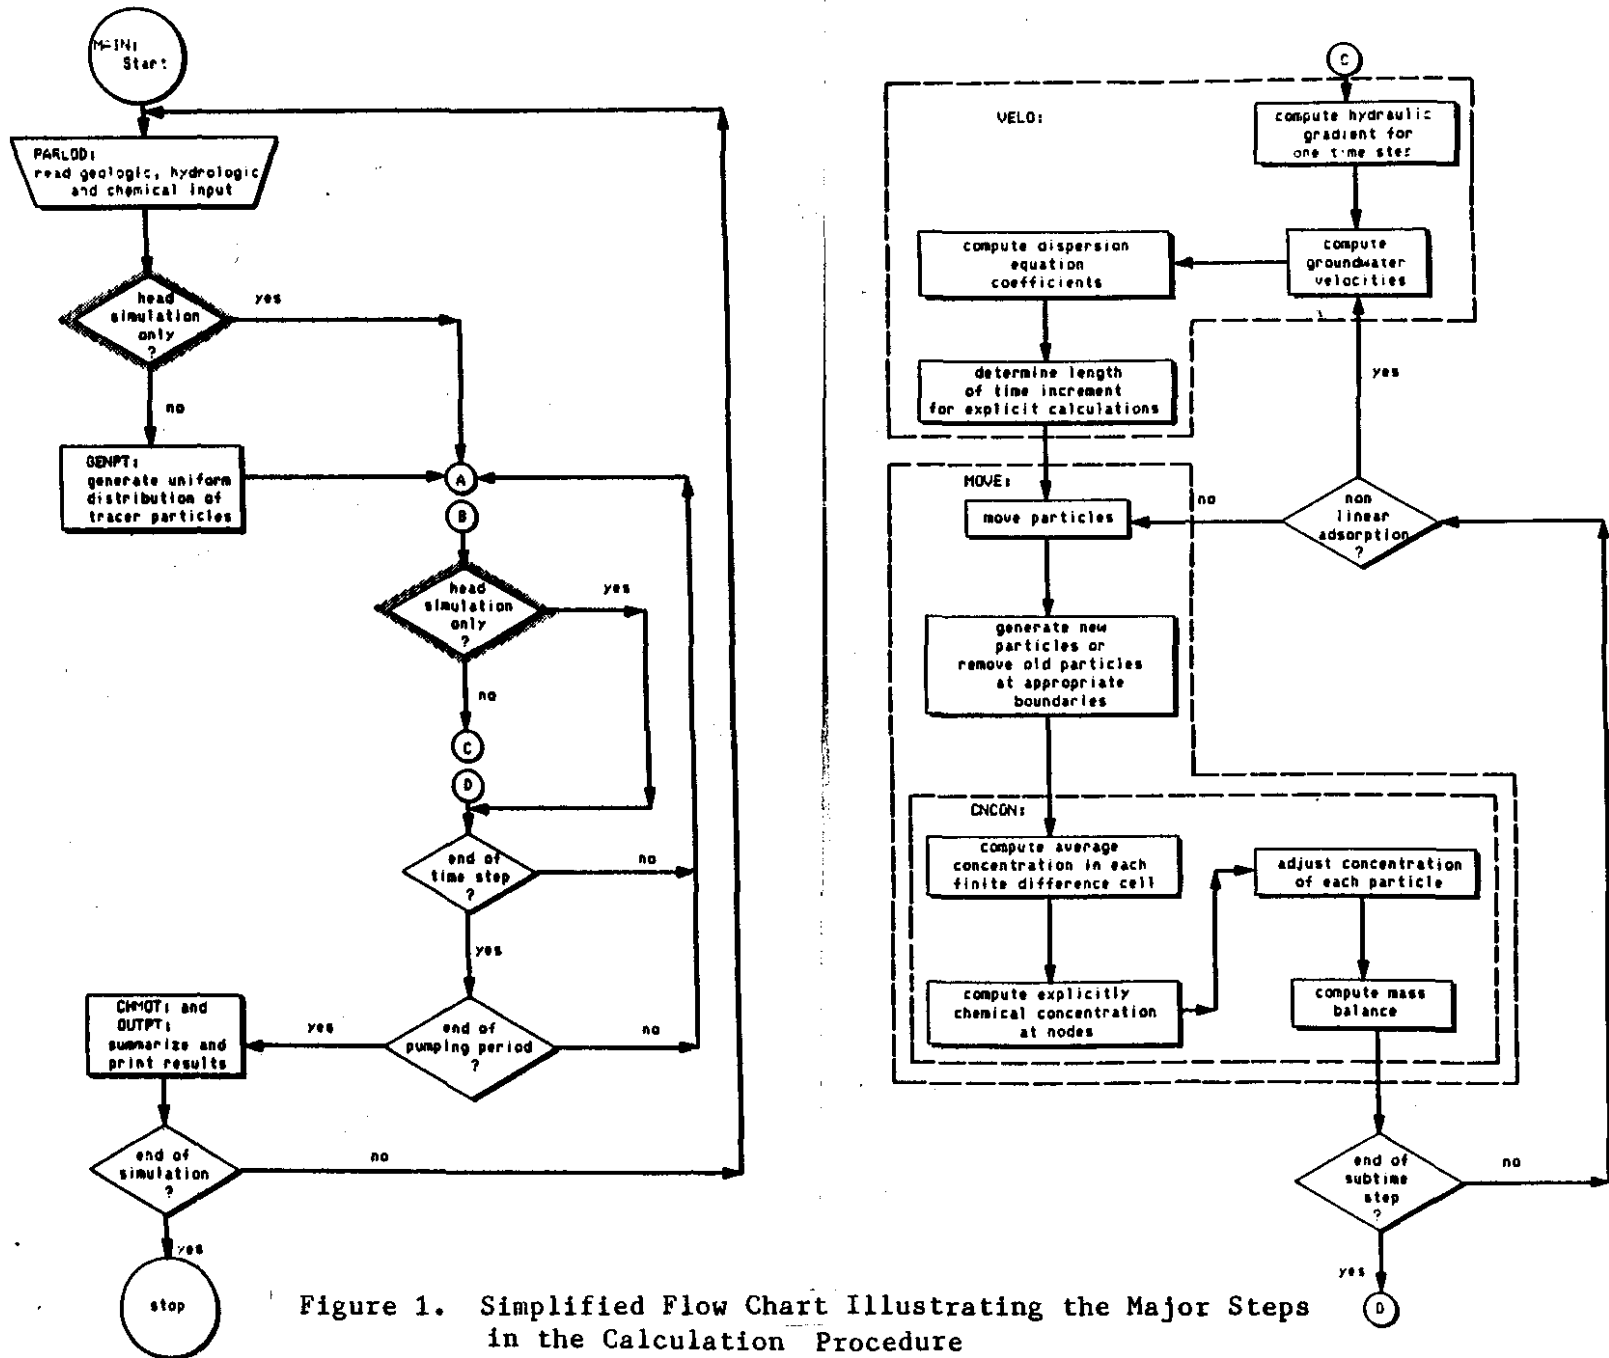 MAIN:
Start
PARLOD:
read geologic, hydrologic
and chemical input
head
simulation
only
?
yes
no
GENPT:
generate uniform
distribution of
tracer particles
A
B
head
simulation
only
?
yes
no
C
D
end of
time step
?
no
yes
end of
pumping period
?
yes
no
CHMOT: and
OUTPT:
summarize and
print results
end of
simulation
?
no
yes
stop
C
VELO:
compute hydraulic
gradient for
one time step
compute
groundwater
velocities
compute dispersion
equation
coefficients
determine length
of time increment
for explicit calculations
yes
MOVE:
move particles
no
non
linear
adsorption
?
generate new
particles or
remove old particles
at appropriate
boundaries
CNCON:
compute average
concentration in each
finite difference cell
adjust concentration
of each particle
compute explicitly
chemical concentration
at nodes
compute mass
balance
end of
subtime
step
?
no
yes
D
Figure 1. Simplified Flow Chart Illustrating the Major Steps
in the Calculation Procedure